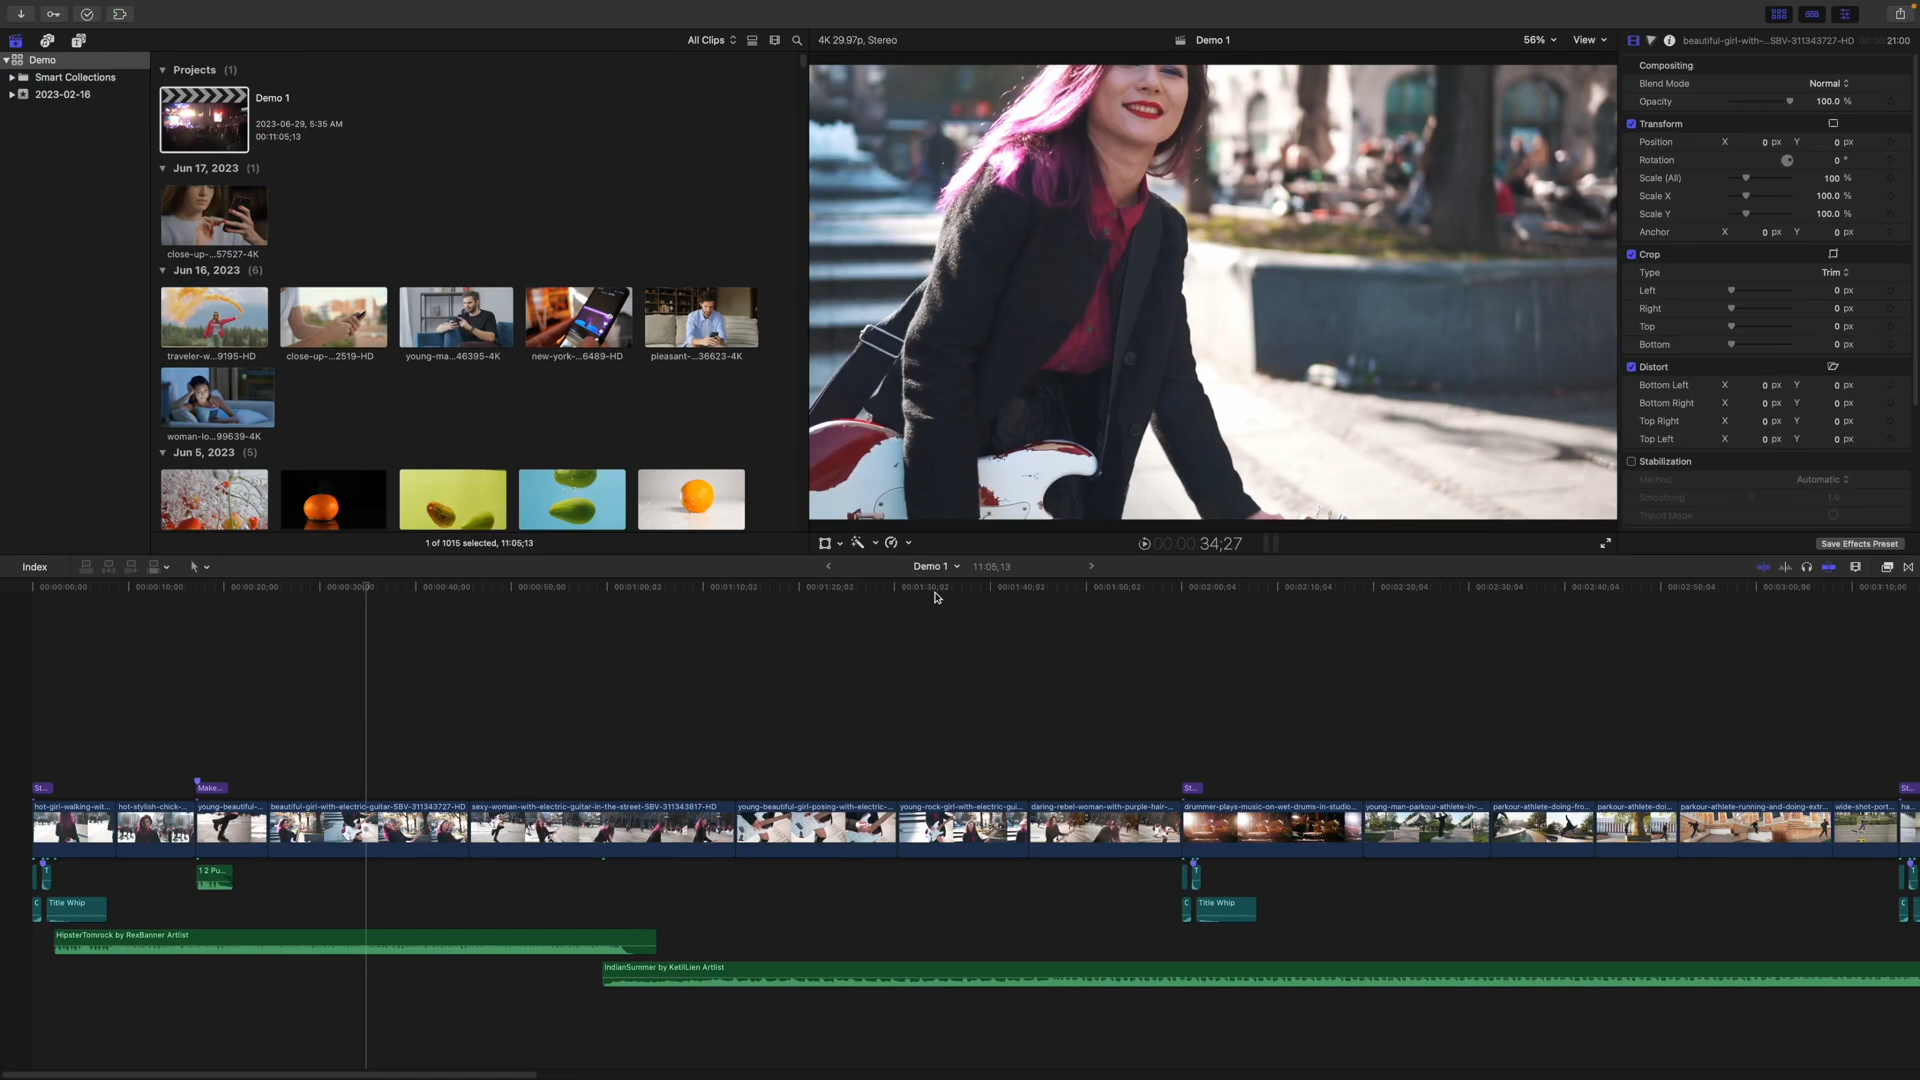 All Clips
4K 29.97p, Stereo
Demo 1
56%
View
beautiful-girl-with-...SBV-311343727-HD
21:00
Demo
Smart Collections
2023-02-16
Projects (1)
Demo 1
2023-06-29, 5:35 AM
00:11:05;13
Jun 17, 2023 (1)
close-up-...57527-4K
Jun 16, 2023 (6)
traveler-w...9195-HD
close-up-...2519-HD
young-ma...46395-4K
new-york-...6489-HD
pleasant-...36623-4K
woman-lo...99639-4K
Jun 5, 2023 (5)
1 of 1015 selected, 11:05;13
00:00:34;27
Compositing
Blend Mode Normal
Opacity 100.0 %
Transform
Position X 0 px Y 0 px
Rotation 0 °
Scale (All) 100 %
Scale X 100.0 %
Scale Y 100.0 %
Anchor X 0 px Y 0 px
Crop
Type Trim
Left 0 px
Right 0 px
Top 0 px
Bottom 0 px
Distort
Bottom Left X 0 px Y 0 px
Bottom Right X 0 px Y 0 px
Top Right X 0 px Y 0 px
Top Left X 0 px Y 0 px
Stabilization
Method Automatic
Smoothing 1.0
Tripod Mode
Save Effects Preset
Index
Demo 1
11:05;13
00:00:00;00
00:00:10;00
00:00:20;00
00:00:30;00
00:00:40;00
00:00:50;00
00:01:00;02
00:01:10;02
00:01:20;02
00:01:30;02
00:01:40;02
00:01:50;02
00:02:00;04
00:02:10;04
00:02:20;04
00:02:30;04
00:02:40;04
00:02:50;04
00:03:00;06
00:03:10;06
St...
Make...
St...
St...
hot-girl-walking-wit...
hot-stylish-chick-...
young-beautiful-...
beautiful-girl-with-electric-guitar-SBV-311343727-HD
sexy-woman-with-electric-guitar-in-the-street-SBV-311343817-HD
young-beautiful-girl-posing-with-electric-...
young-rock-girl-with-electric-gui...
daring-rebel-woman-with-purple-hair-...
drummer-plays-music-on-wet-drums-in-studio...
young-man-parkour-athlete-in-...
parkour-athlete-doing-fro...
parkour-athlete-doi...
parkour-athlete-running-and-doing-extr...
wide-shot-port...
ha...
T
1 2 Pu...
T
T
C
Title Whip
C
Title Whip
C
HipsterTomrock by RexBanner Artlist
IndianSummer by KetilLien Artlist